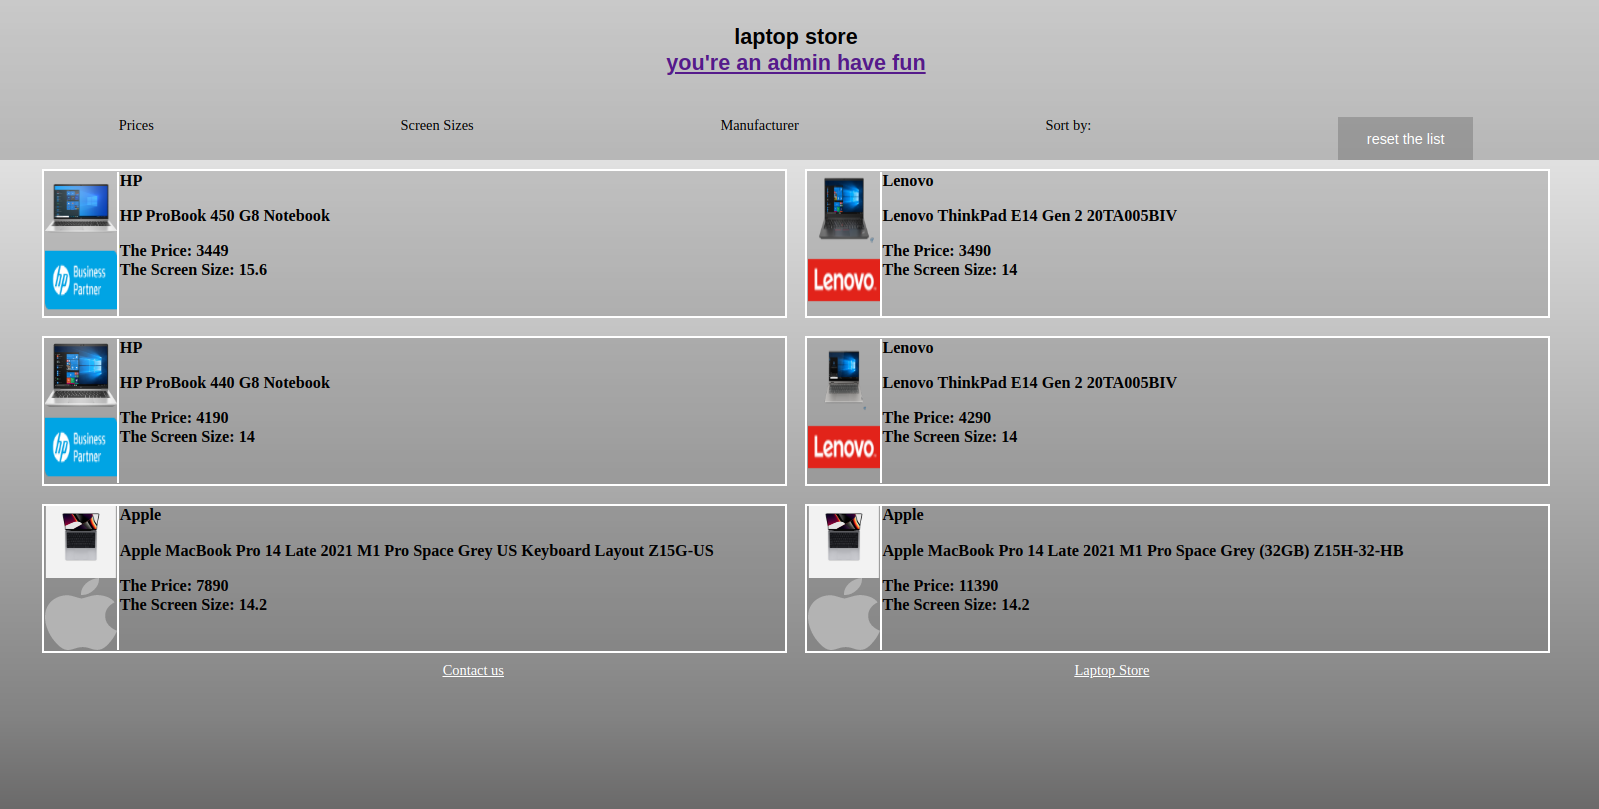 laptop store
you're an admin have fun
Prices
Screen Sizes
Manufacturer
Sort by:
reset the list
HP
HP ProBook 450 G8 Notebook
The Price: 3449
The Screen Size: 15.6
hp Business
Partner
Lenovo
Lenovo ThinkPad E14 Gen 2 20TA005BIV
The Price: 3490
The Screen Size: 14
Lenovo
HP
HP ProBook 440 G8 Notebook
The Price: 4190
The Screen Size: 14
hp Business
Partner
Lenovo
Lenovo ThinkPad E14 Gen 2 20TA005BIV
The Price: 4290
The Screen Size: 14
Lenovo
Apple
Apple MacBook Pro 14 Late 2021 M1 Pro Space Grey US Keyboard Layout Z15G-US
The Price: 7890
The Screen Size: 14.2
Apple
Apple MacBook Pro 14 Late 2021 M1 Pro Space Grey (32GB) Z15H-32-HB
The Price: 11390
The Screen Size: 14.2
Contact us
Laptop Store